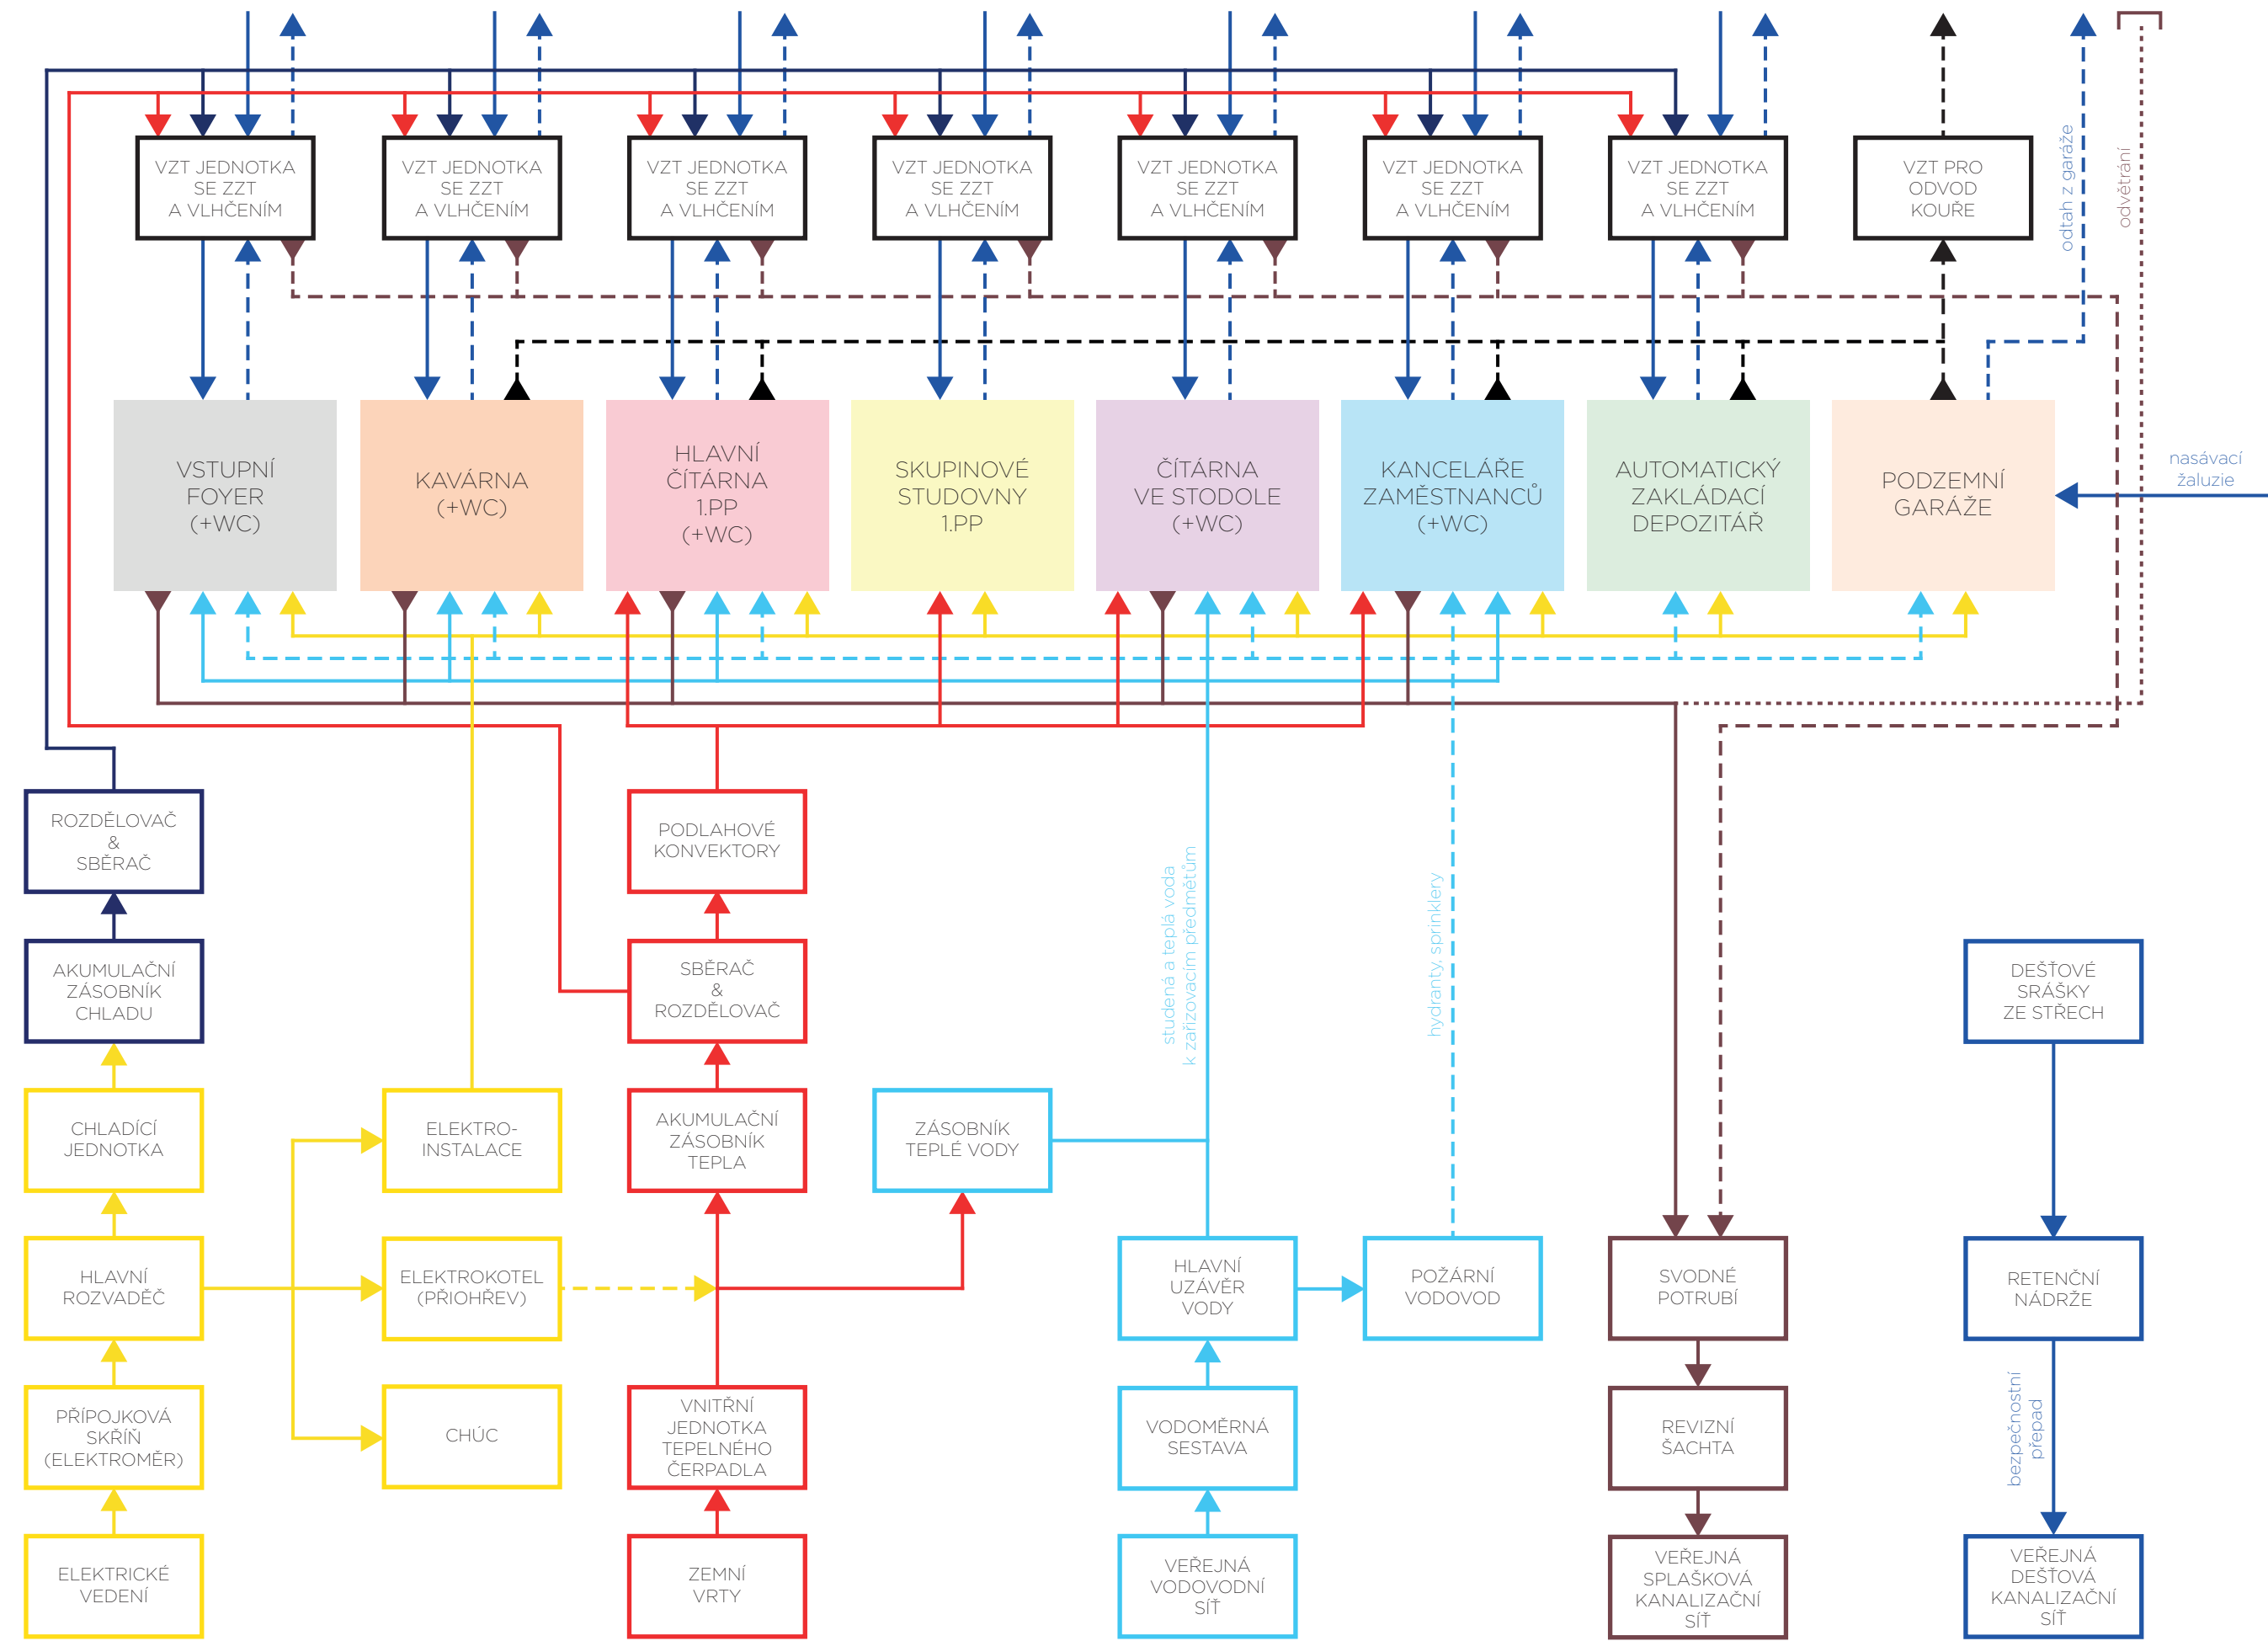 VZT JEDNOTKA
SE ZZT
A VLHČENÍM
VZT JEDNOTKA
SE ZZT
A VLHČENÍM
VZT JEDNOTKA
SE ZZT
A VLHČENÍM
VZT JEDNOTKA
SE ZZT
A VLHČENÍM
VZT JEDNOTKA
SE ZZT
A VLHČENÍM
VZT JEDNOTKA
SE ZZT
A VLHČENÍM
VZT JEDNOTKA
SE ZZT
A VLHČENÍM
VZT PRO
ODVOD
KOUŘE
odtah z garáže
odvětrání
VSTUPNÍ
FOYER
(+WC)
KAVÁRNA
(+WC)
HLAVNÍ
ČÍTÁRNA
1.PP
(+WC)
SKUPINOVÉ
STUDOVNY
1.PP
ČÍTÁRNA
VE STODOLE
(+WC)
KANCELÁŘE
ZAMĚSTNANCŮ
(+WC)
AUTOMATICKÝ
ZAKLÁDACÍ
DEPOZITÁŘ
PODZEMNÍ
GARÁŽE
nasávací
žaluzie
ROZDĚLOVAČ
&
SBĚRAČ
PODLAHOVÉ
KONVEKTORY
studená a teplá voda
k zařizovacím předmětům
hydranty, sprinklery
AKUMULAČNÍ
ZÁSOBNÍK
CHLADU
SBĚRAČ
&
ROZDĚLOVAČ
DEŠŤOVÉ
SRÁŠKY
ZE STŘECH
CHLADÍCÍ
JEDNOTKA
ELEKTRO-
INSTALACE
AKUMULAČNÍ
ZÁSOBNÍK
TEPLA
ZÁSOBNÍK
TEPLÉ VODY
HLAVNÍ
ROZVADĚČ
ELEKTROKOTEL
(PŘIOHŘEV)
HLAVNÍ
UZÁVĚR
VODY
POŽÁRNÍ
VODOVOD
SVODNÉ
POTRUBÍ
RETENČNÍ
NÁDRŽE
PŘÍPOJKOVÁ
SKŘÍŇ
(ELEKTROMĚR)
CHÚC
VNITŘNÍ
JEDNOTKA
TEPELNÉHO
ČERPADLA
VODOMĚRNÁ
SESTAVA
REVIZNÍ
ŠACHTA
bezpečnostní
přepad
ELEKTRICKÉ
VEDENÍ
ZEMNÍ
VRTY
VEŘEJNÁ
VODOVODNÍ
SÍŤ
VEŘEJNÁ
SPLAŠKOVÁ
KANALIZAČNÍ
SÍŤ
VEŘEJNÁ
DEŠŤOVÁ
KANALIZAČNÍ
SÍŤ